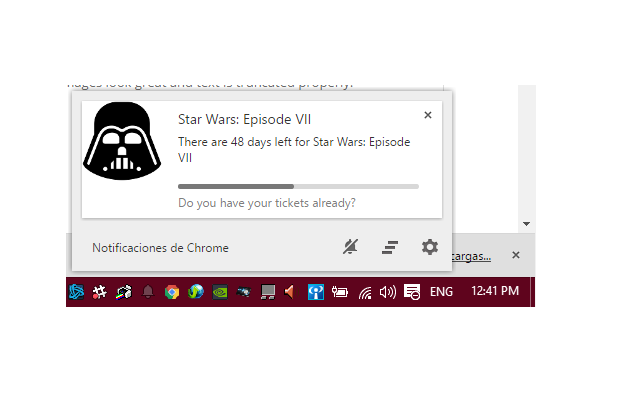 look great and text is truncated properly.
Star Wars: Episode VII
There are 48 days left for Star Wars: Episode
VII
Do you have your tickets already?
Notificaciones de Chrome
cargas...
ENG
12:41 PM